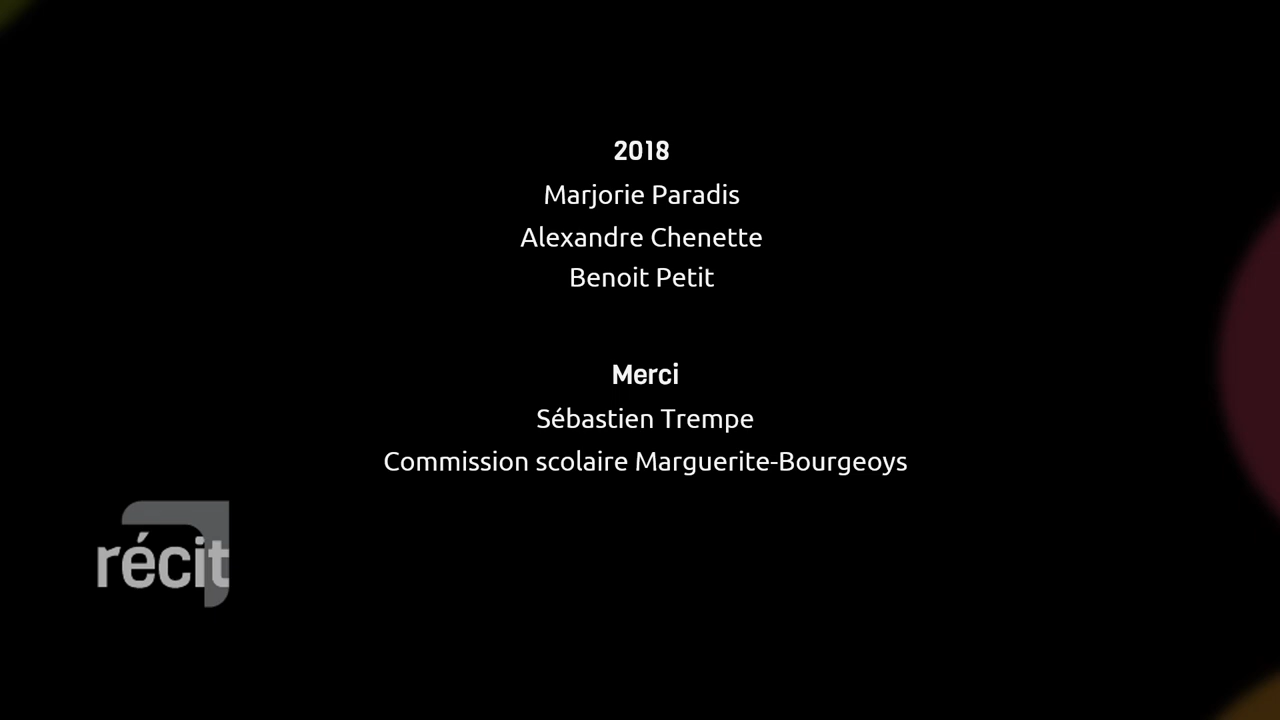 2018
Marjorie Paradis
Alexandre Chenette
Benoit Petit
Merci
Sébastien Trempe
Commission scolaire Marguerite-Bourgeoys
récit